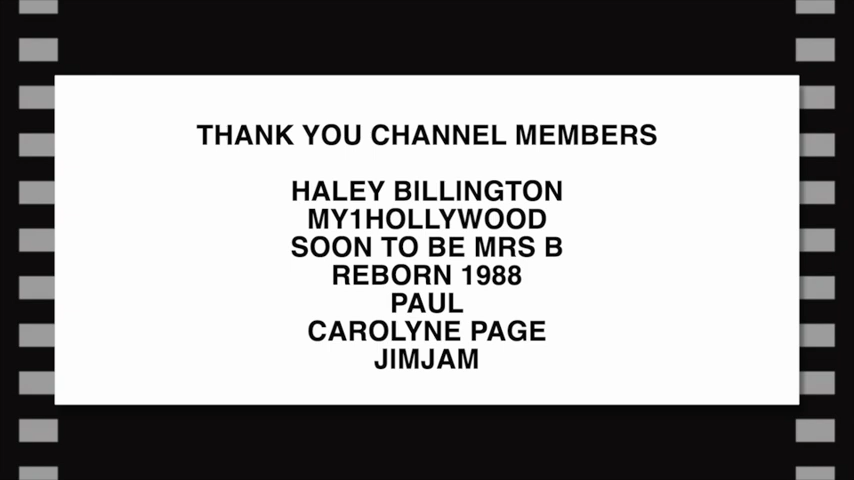 THANK YOU CHANNEL MEMBERS
HALEY BILLINGTON
MY1HOLLYWOOD
SOON TO BE MRS B
REBORN 1988
PAUL
CAROLYNE PAGE
JIMJAM